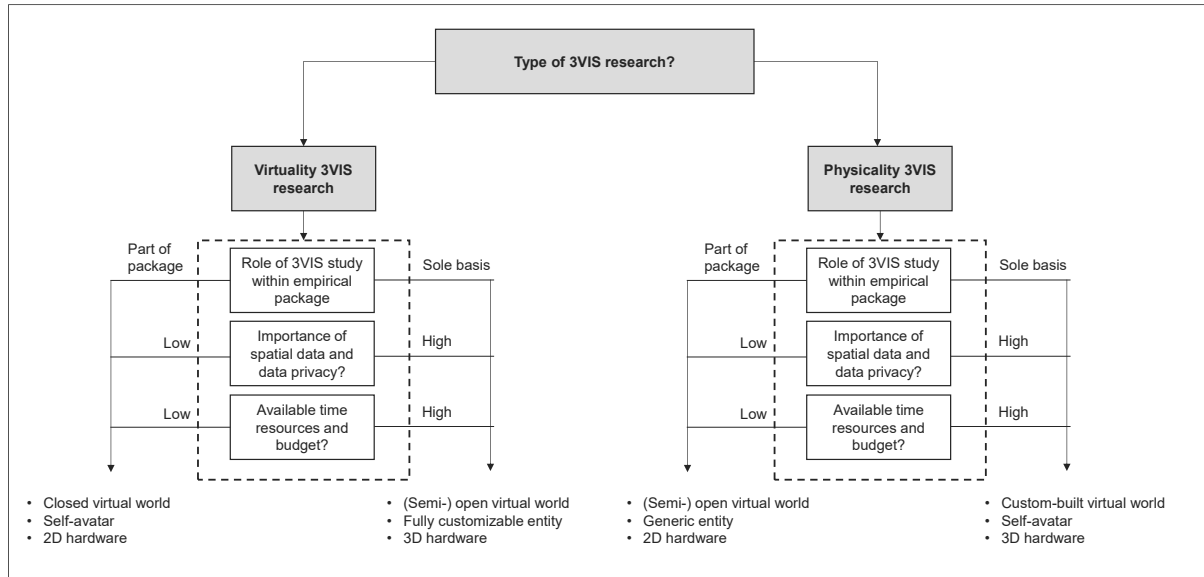 Type of 3VIS research?
Virtuality 3VIS
research
Physicality 3VIS
research
Part of
package
Role of 3VIS study
within empirical
package
Sole basis
Low
Importance of
spatial data and
data privacy?
High
Low
Available time
resources and
budget?
High
• Closed virtual world
• Self-avatar
• 2D hardware
• (Semi-) open virtual world
• Fully customizable entity
• 3D hardware
Part of
package
Role of 3VIS study
within empirical
package
Sole basis
Low
Importance of
spatial data and
data privacy?
High
Low
Available time
resources and
budget?
High
• (Semi-) open virtual world
• Generic entity
• 2D hardware
• Custom-built virtual world
• Self-avatar
• 3D hardware